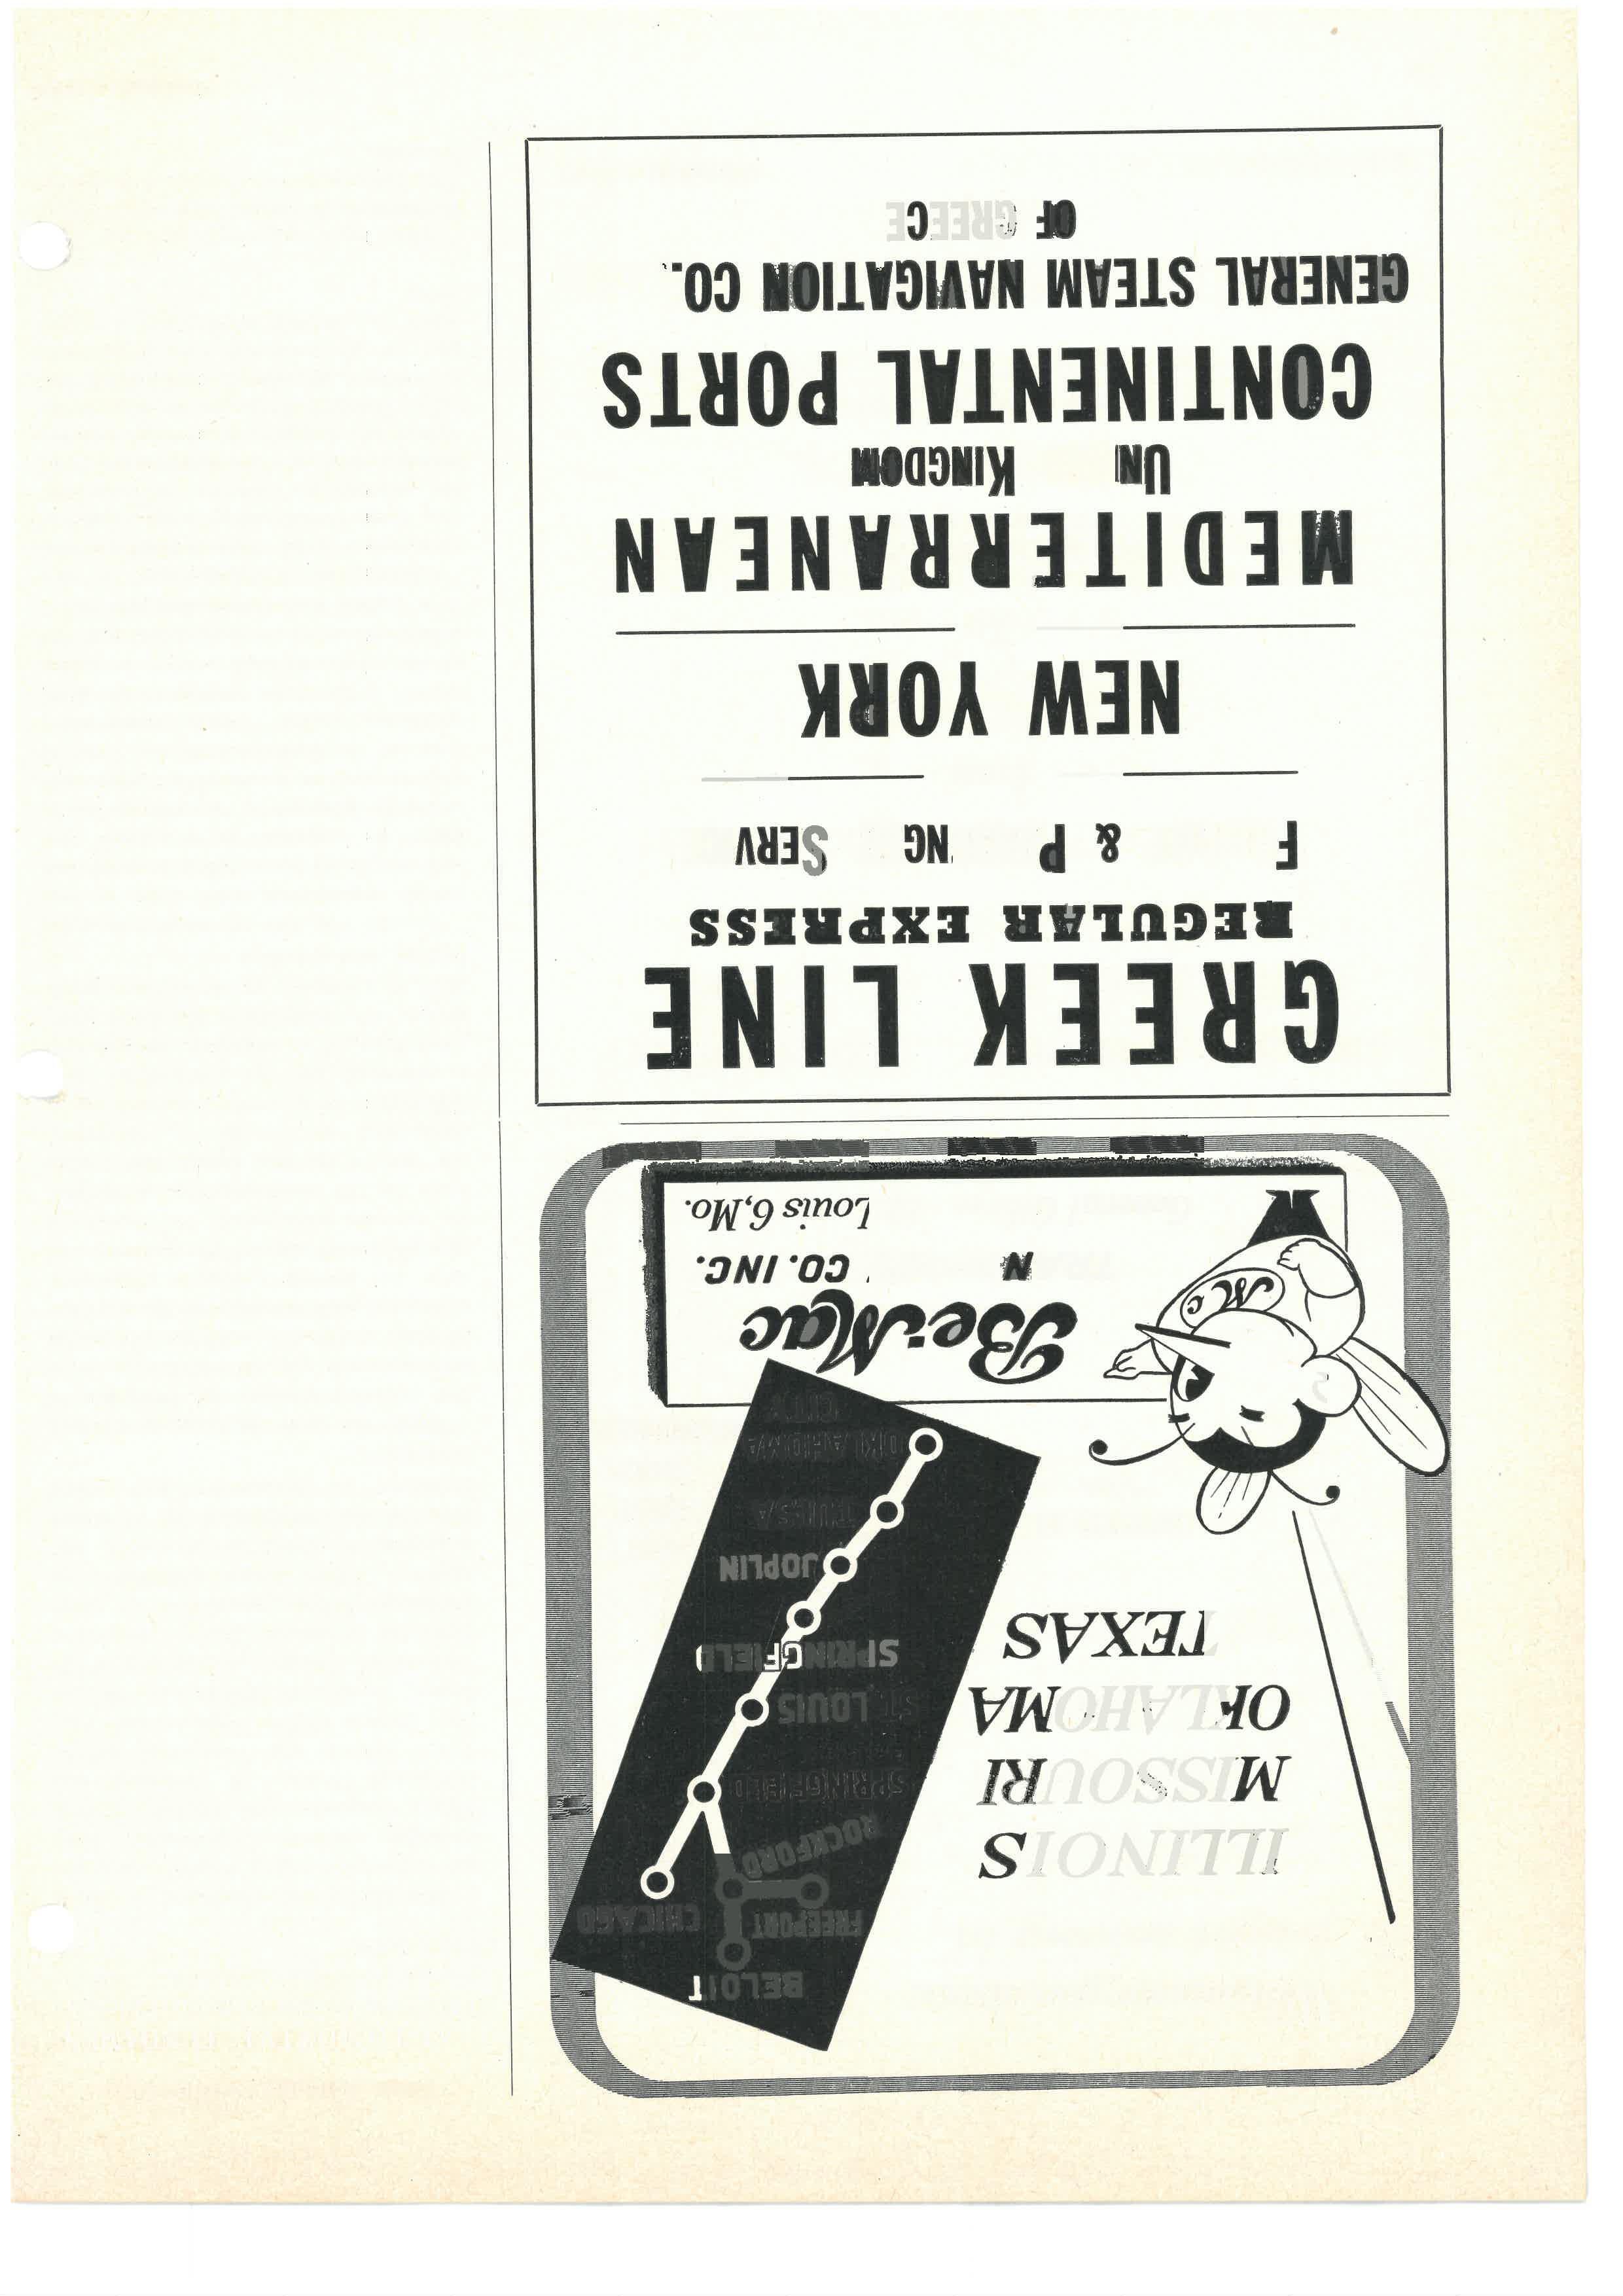 ILLINOIS
MISSOURI
OKLAHOMA
TEXAS
BELOIT
FREEPORT
CHICAGO
ROCKFORD
SPRINGFIELD
LOUIS
SPRINGFIELD
JOPLIN
TULSA
OKLAHOMA
CITY
Mc
Be-Mac
CO. INC.
Louis 6, Mo.
GREEK LINE
REGULAR EXPRESS
F & P NG SERV
NEW YORK
MEDITERRANEAN
UN KINGDOM
CONTINENTAL PORTS
GENERAL STEAM NAVIGATION CO.
OF GREECE